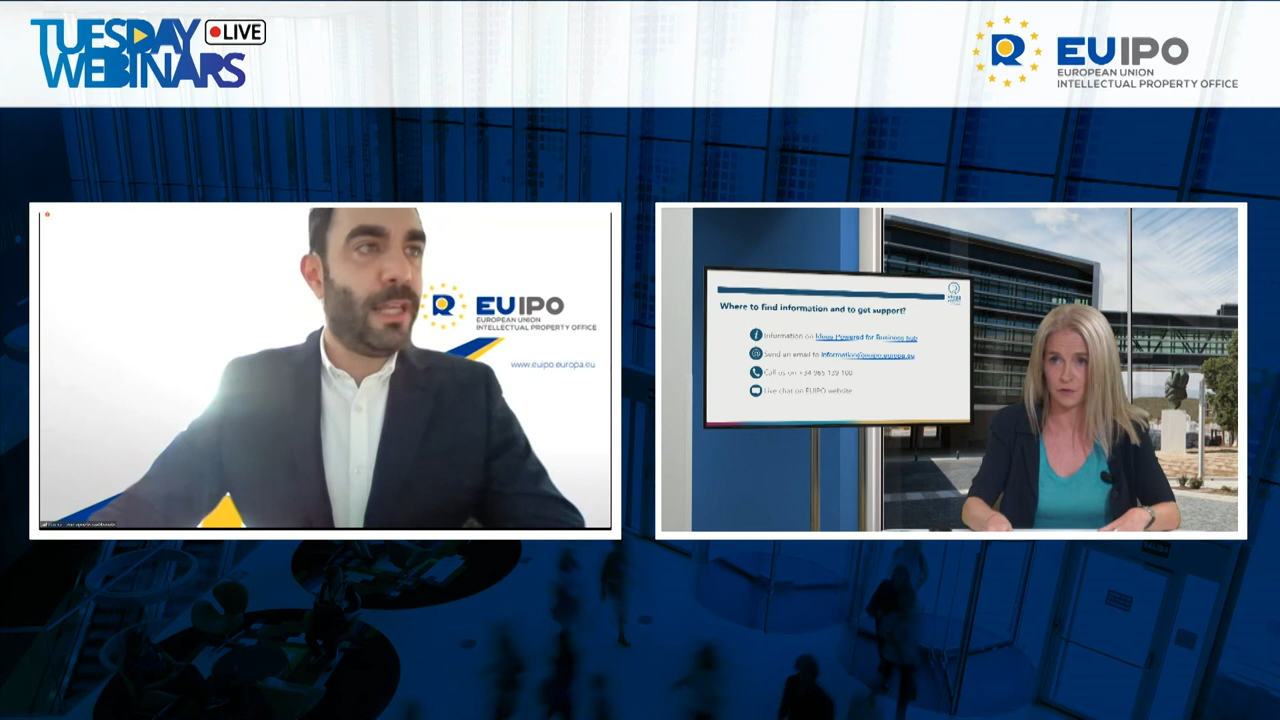 TUESDAY
WEBINARS
LIVE
EUIPO
EUROPEAN UNION
INTELLECTUAL PROPERTY OFFICE
EUIPO
EUROPEAN UNION
INTELLECTUAL PROPERTY OFFICE
www.euipo.europa.eu
Where to find information and to get support?
Information on Ideas Powered for Business hub
Send an email to information@euipo.europa.eu
Call us on +34 965 139 100
Live chat on EUIPO website